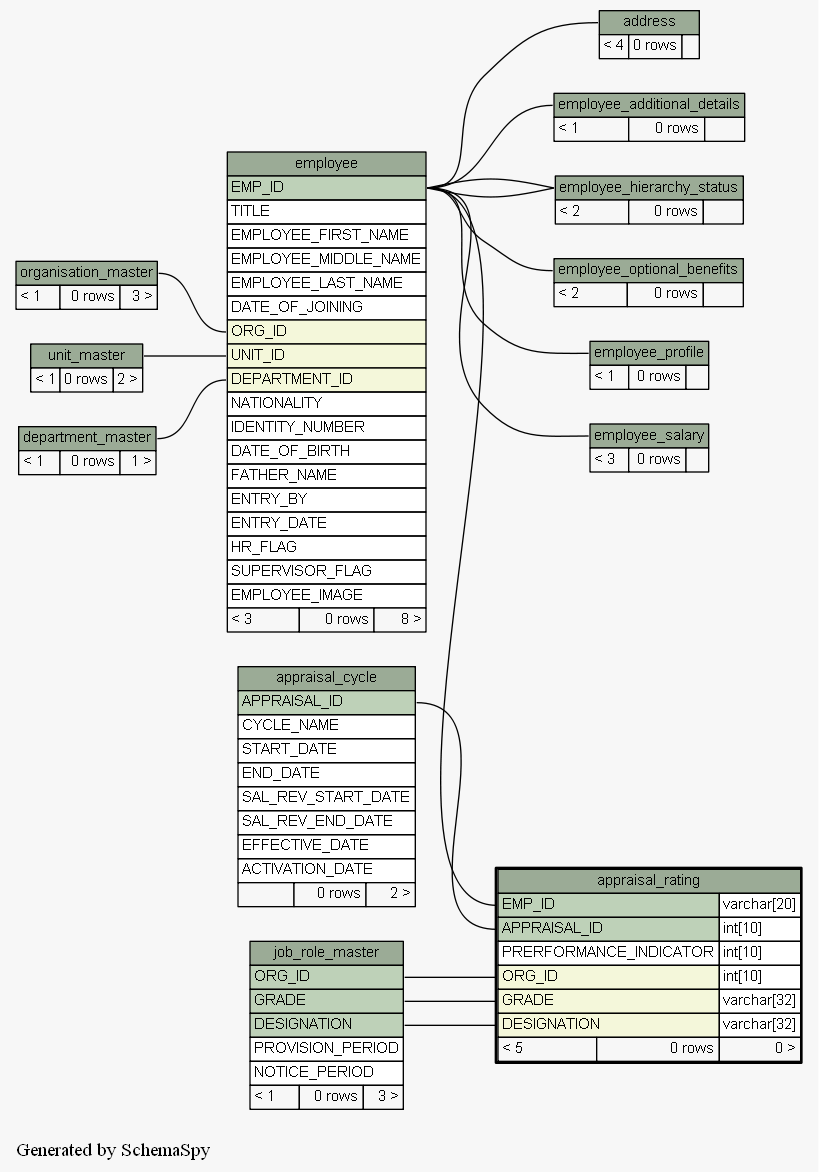 address
< 4 0 rows
employee_additional_details
< 1 0 rows
employee_hierarchy_status
< 2 0 rows
employee_optional_benefits
< 2 0 rows
employee_profile
< 1 0 rows
employee_salary
< 3 0 rows
employee
EMP_ID
TITLE
EMPLOYEE_FIRST_NAME
EMPLOYEE_MIDDLE_NAME
EMPLOYEE_LAST_NAME
DATE_OF_JOINING
ORG_ID
UNIT_ID
DEPARTMENT_ID
NATIONALITY
IDENTITY_NUMBER
DATE_OF_BIRTH
FATHER_NAME
ENTRY_BY
ENTRY_DATE
HR_FLAG
SUPERVISOR_FLAG
EMPLOYEE_IMAGE
< 3 0 rows 8 >
organisation_master
< 1 0 rows 3 >
unit_master
< 1 0 rows 2 >
department_master
< 1 0 rows 1 >
appraisal_cycle
APPRAISAL_ID
CYCLE_NAME
START_DATE
END_DATE
SAL_REV_START_DATE
SAL_REV_END_DATE
EFFECTIVE_DATE
ACTIVATION_DATE
0 rows 2 >
appraisal_rating
EMP_ID varchar[20]
APPRAISAL_ID int[10]
PRERFORMANCE_INDICATOR int[10]
ORG_ID int[10]
GRADE varchar[32]
DESIGNATION varchar[32]
< 5 0 rows 0 >
job_role_master
ORG_ID
GRADE
DESIGNATION
PROVISION_PERIOD
NOTICE_PERIOD
< 1 0 rows 3 >
Generated by SchemaSpy